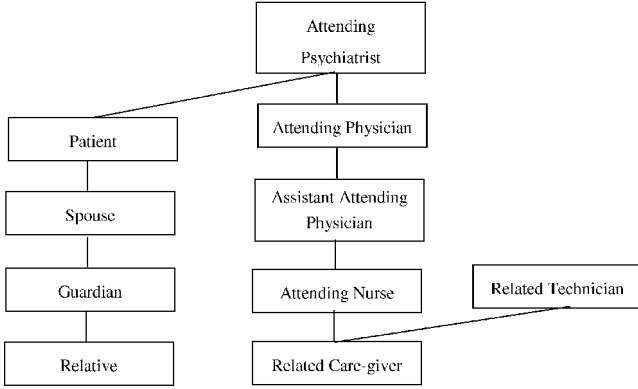 Attending
Psychiatrist
Patient
Attending Physician
Spouse
Assistant Attending
Physician
Guardian
Attending Nurse
Related Technician
Relative
Related Care-giver